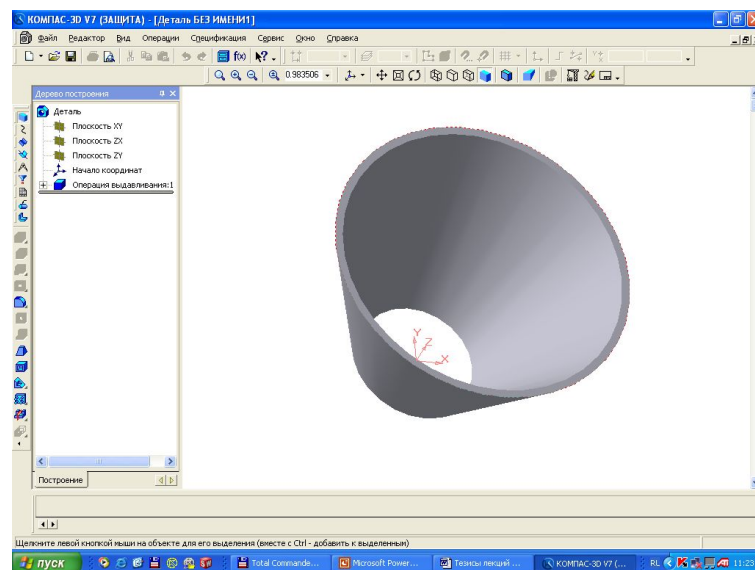 КОМПАС-3D V7 (ЗАЩИТА) - [Деталь БЕЗ ИМЕНИ1]
Файл Редактор Вид Операции Спецификация Сервис Окно Справка
f(x)
0.983506
Дерево построения
Деталь
Плоскость XY
Плоскость ZX
Плоскость ZY
Начало координат
Операция выдавливания:1
Y
Z
X
Построение
Щелкните левой кнопкой мыши на объекте для его выделения (вместе с Ctrl - добавить к выделенным)
пуск
Total Commande...
Microsoft Power...
Тезисы лекций ...
КОМПАС-3D V7 (...
RL